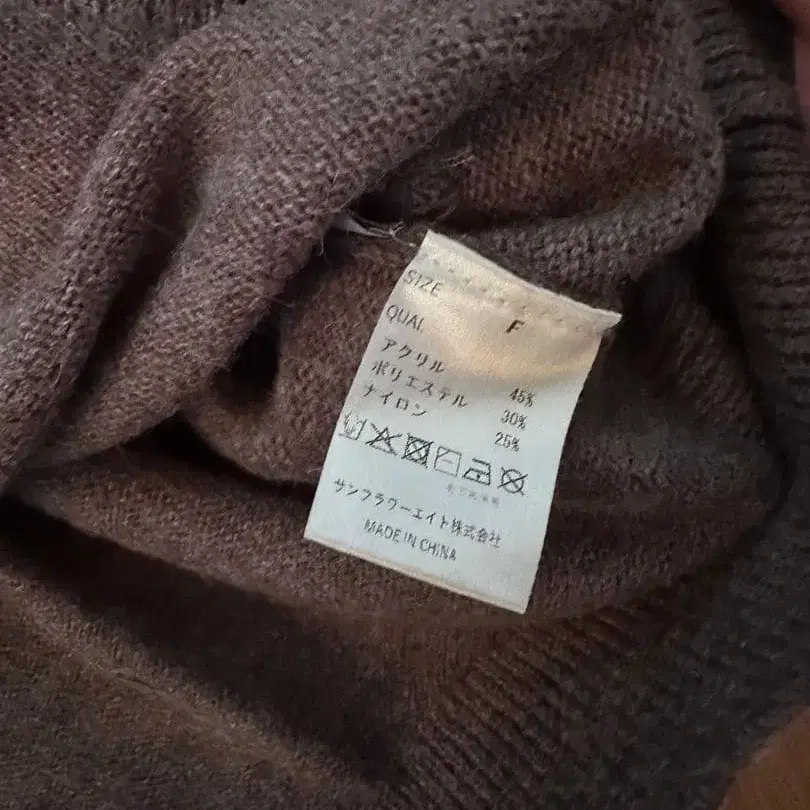 SIZE F
QUAL
アクリル 45%
ポリエステル 30%
ナイロン 25%
サンフラワーエイト株式会社
MADE IN CHINA